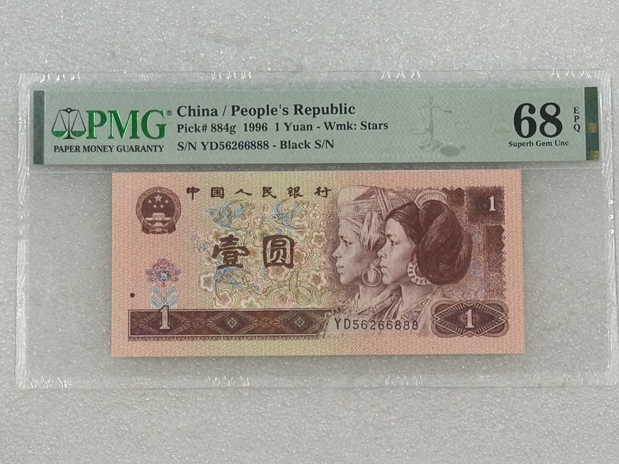 PMG
PAPER MONEY GUARANTY
China / People's Republic
Pick# 884g 1996 1 Yuan - Wmk: Stars
S/N YD56266888 - Black S/N
68
EPQ
Superb Gem Unc
中国人民银行
1
壹圆
1
YD56266888
1